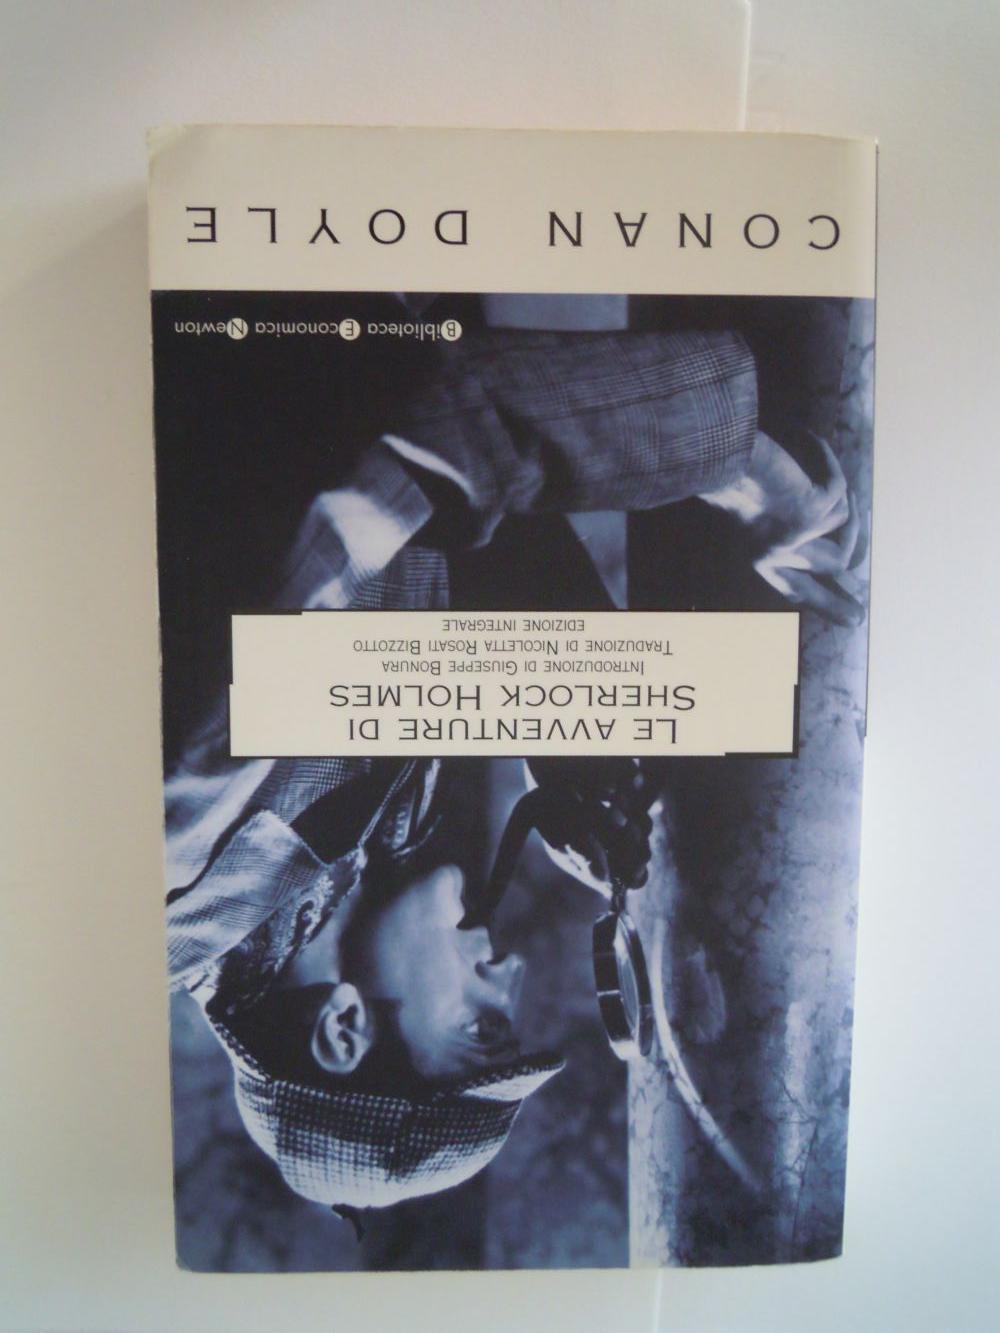 CONAN DOYLE
Biblioteca Economica Newton
LE AVVENTURE DI
SHERLOCK HOLMES
INTRODUZIONE DI GIUSEPPE BONURA
TRADUZIONE DI NICOLETTA ROSATI BIZZOTTO
EDIZIONE INTEGRALE